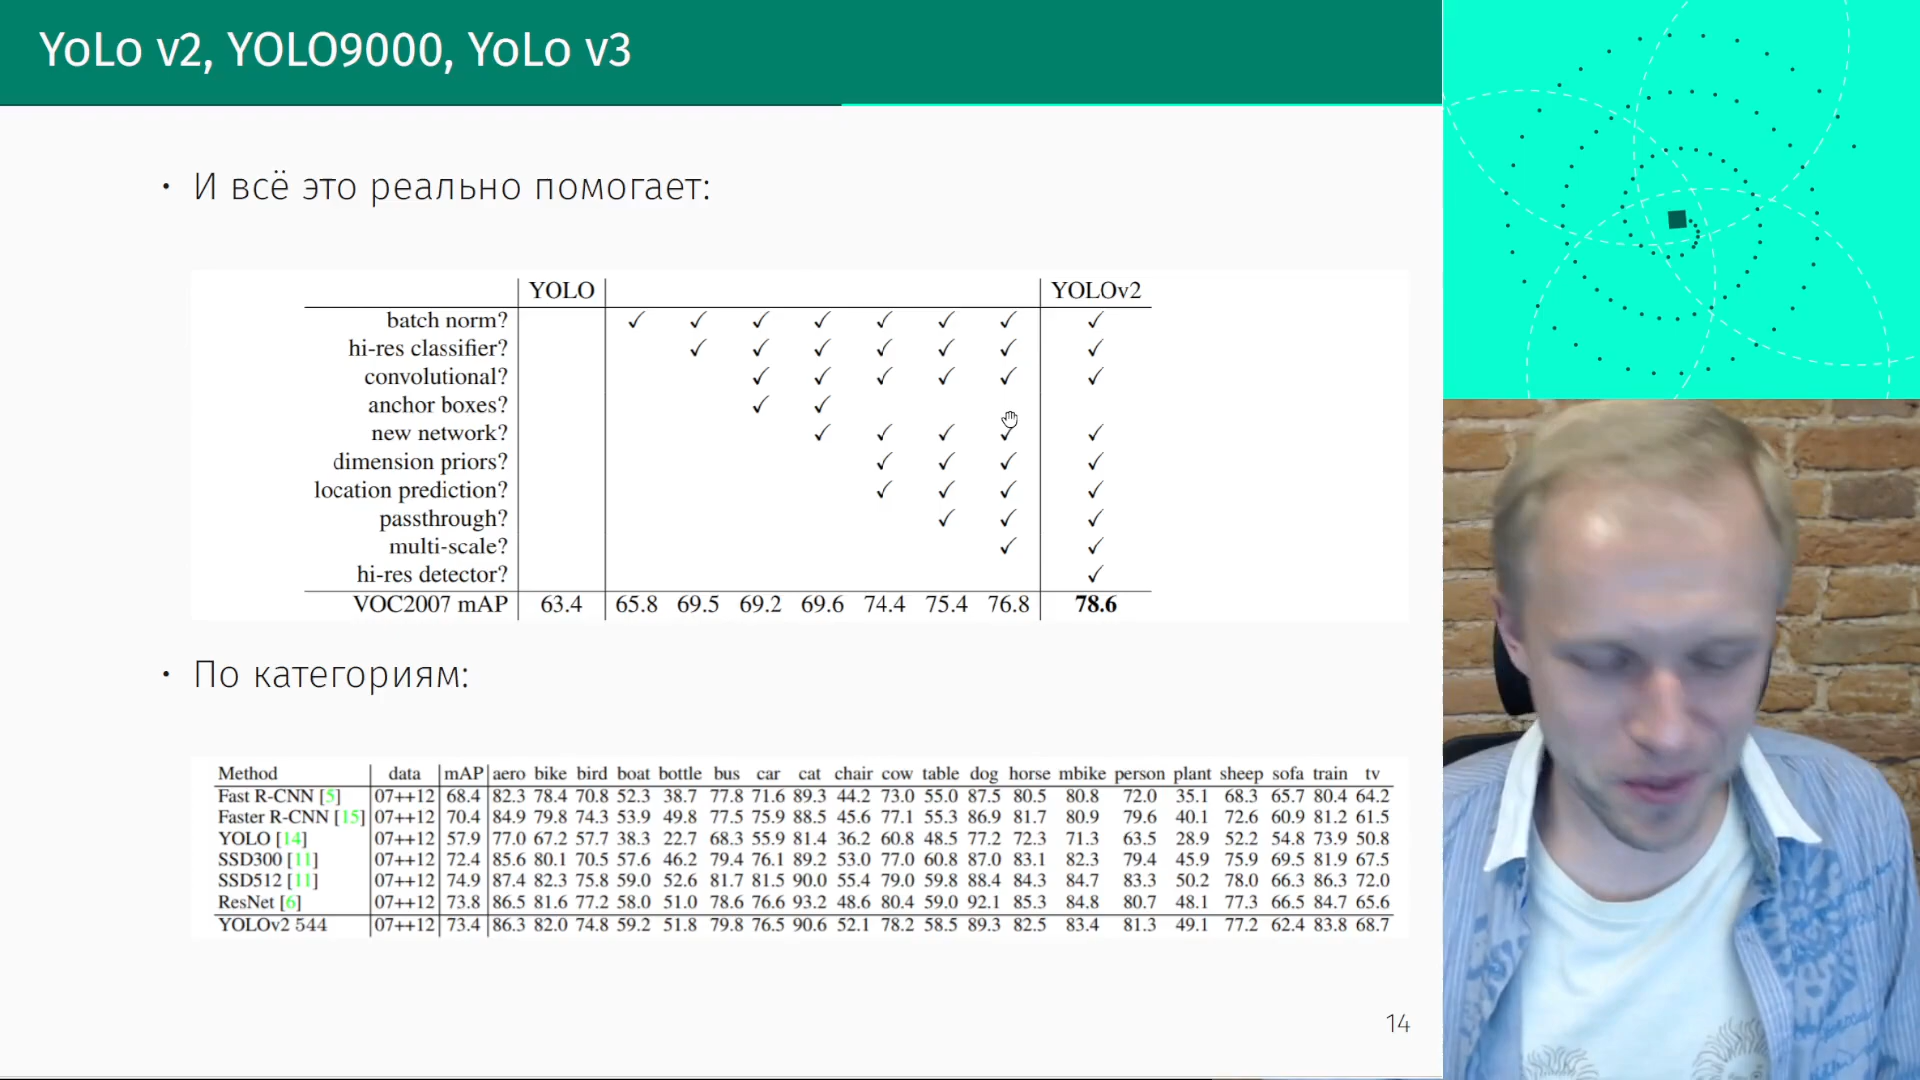 YoLo v2, YOLO9000, YoLo v3
• И всё это реально помогает:
YOLO YOLOv2
batch norm? ✓ ✓ ✓ ✓ ✓ ✓ ✓ ✓
hi-res classifier? ✓ ✓ ✓ ✓ ✓ ✓ ✓
convolutional? ✓ ✓ ✓ ✓ ✓ ✓
anchor boxes? ✓ ✓
new network? ✓ ✓ ✓ ✓ ✓
dimension priors? ✓ ✓ ✓ ✓
location prediction? ✓ ✓ ✓ ✓
passthrough? ✓ ✓ ✓
multi-scale? ✓ ✓
hi-res detector? ✓
VOC2007 mAP 63.4 65.8 69.5 69.2 69.6 74.4 75.4 76.8 78.6
• По категориям:
Method data mAP aero bike bird boat bottle bus car cat chair cow table dog horse mbike person plant sheep sofa train tv
Fast R-CNN [5] 07++12 68.4 82.3 78.4 70.8 52.3 38.7 77.8 71.6 89.3 44.2 73.0 55.0 87.5 80.5 80.8 72.0 35.1 68.3 65.7 80.4 64.2
Faster R-CNN [15] 07++12 70.4 84.9 79.8 74.3 53.9 49.8 77.5 75.9 88.5 45.6 77.1 55.3 86.9 81.7 80.9 79.6 40.1 72.6 60.9 81.2 61.5
YOLO [14] 07++12 57.9 77.0 67.2 57.7 38.3 22.7 68.3 55.9 81.4 36.2 60.8 48.5 77.2 72.3 71.3 63.5 28.9 52.2 54.8 73.9 50.8
SSD300 [11] 07++12 72.4 85.6 80.1 70.5 57.6 46.2 79.4 76.1 89.2 53.0 77.0 60.8 87.0 83.1 82.3 79.4 45.9 75.9 69.5 81.9 67.5
SSD512 [11] 07++12 74.9 87.4 82.3 75.8 59.0 52.6 81.7 81.5 90.0 55.4 79.0 59.8 88.4 84.3 84.7 83.3 50.2 78.0 66.3 86.3 72.0
ResNet [6] 07++12 73.8 86.5 81.6 77.2 58.0 51.0 78.6 76.6 93.2 48.6 80.4 59.0 92.1 85.3 84.8 80.7 48.1 77.3 66.5 84.7 65.6
YOLOv2 544 07++12 73.4 86.3 82.0 74.8 59.2 51.8 79.8 76.5 90.6 52.1 78.2 58.5 89.3 82.5 83.4 81.3 49.1 77.2 62.4 83.8 68.7
14